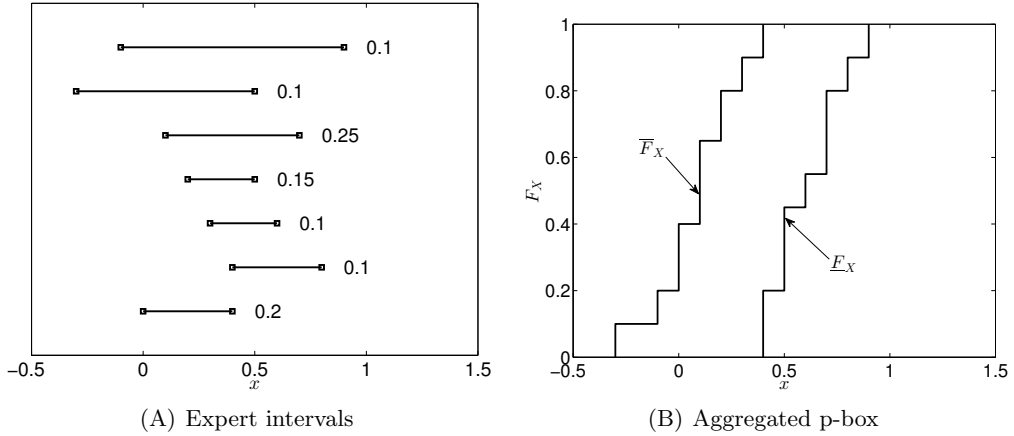 0.1
0.1
0.25
0.15
0.1
0.1
0.2
−0.5 0 0.5 1 1.5
x
(A) Expert intervals
1
0.8
0.6
0.4
0.2
0
F_X
F̅_X
F̲_X
−0.5 0 0.5 1 1.5
x
(B) Aggregated p-box